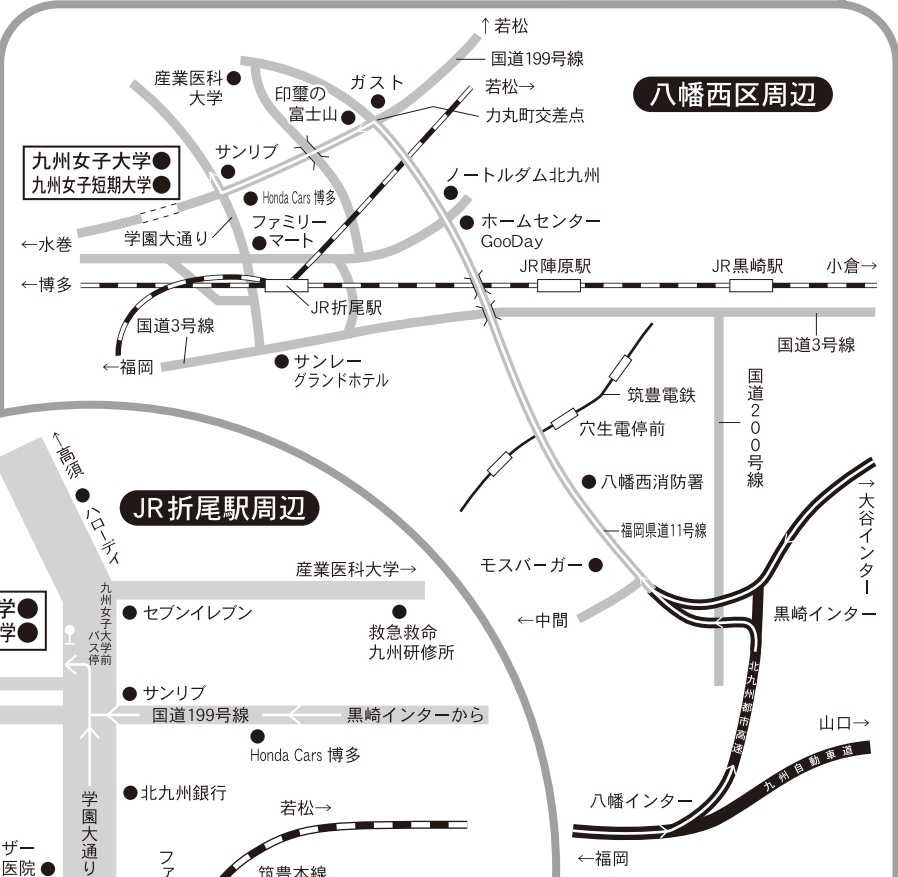 ↑若松
国道199号線
八幡西区周辺
産業医科
大学
印璽の
富士山
ガスト
若松→
力丸町交差点
サンリブ
九州女子大学
九州女子短期大学
ノートルダム北九州
Honda Cars 博多
ファミリー
マート
ホームセンター
GooDay
学園大通り
←水巻
←博多
JR陣原駅
JR黒崎駅
小倉→
JR折尾駅
国道3号線
国道3号線
←福岡
サンレー
グランドホテル
国道200号線
筑豊電鉄
穴生電停前
八幡西消防署
→大谷インター
福岡県道11号線
モスバーガー
←中間
黒崎インター
北九州都市高速
山口→
九州自動車道
八幡インター
←福岡
←高須
ハローデイ
JR折尾駅周辺
産業医科大学→
九州女子大学前
バス停
セブンイレブン
学
学
救急救命
九州研修所
サンリブ
国道199号線
黒崎インターから
Honda Cars 博多
北九州銀行
学園大通り
若松→
ザー
医院
ファ
筑豊本線